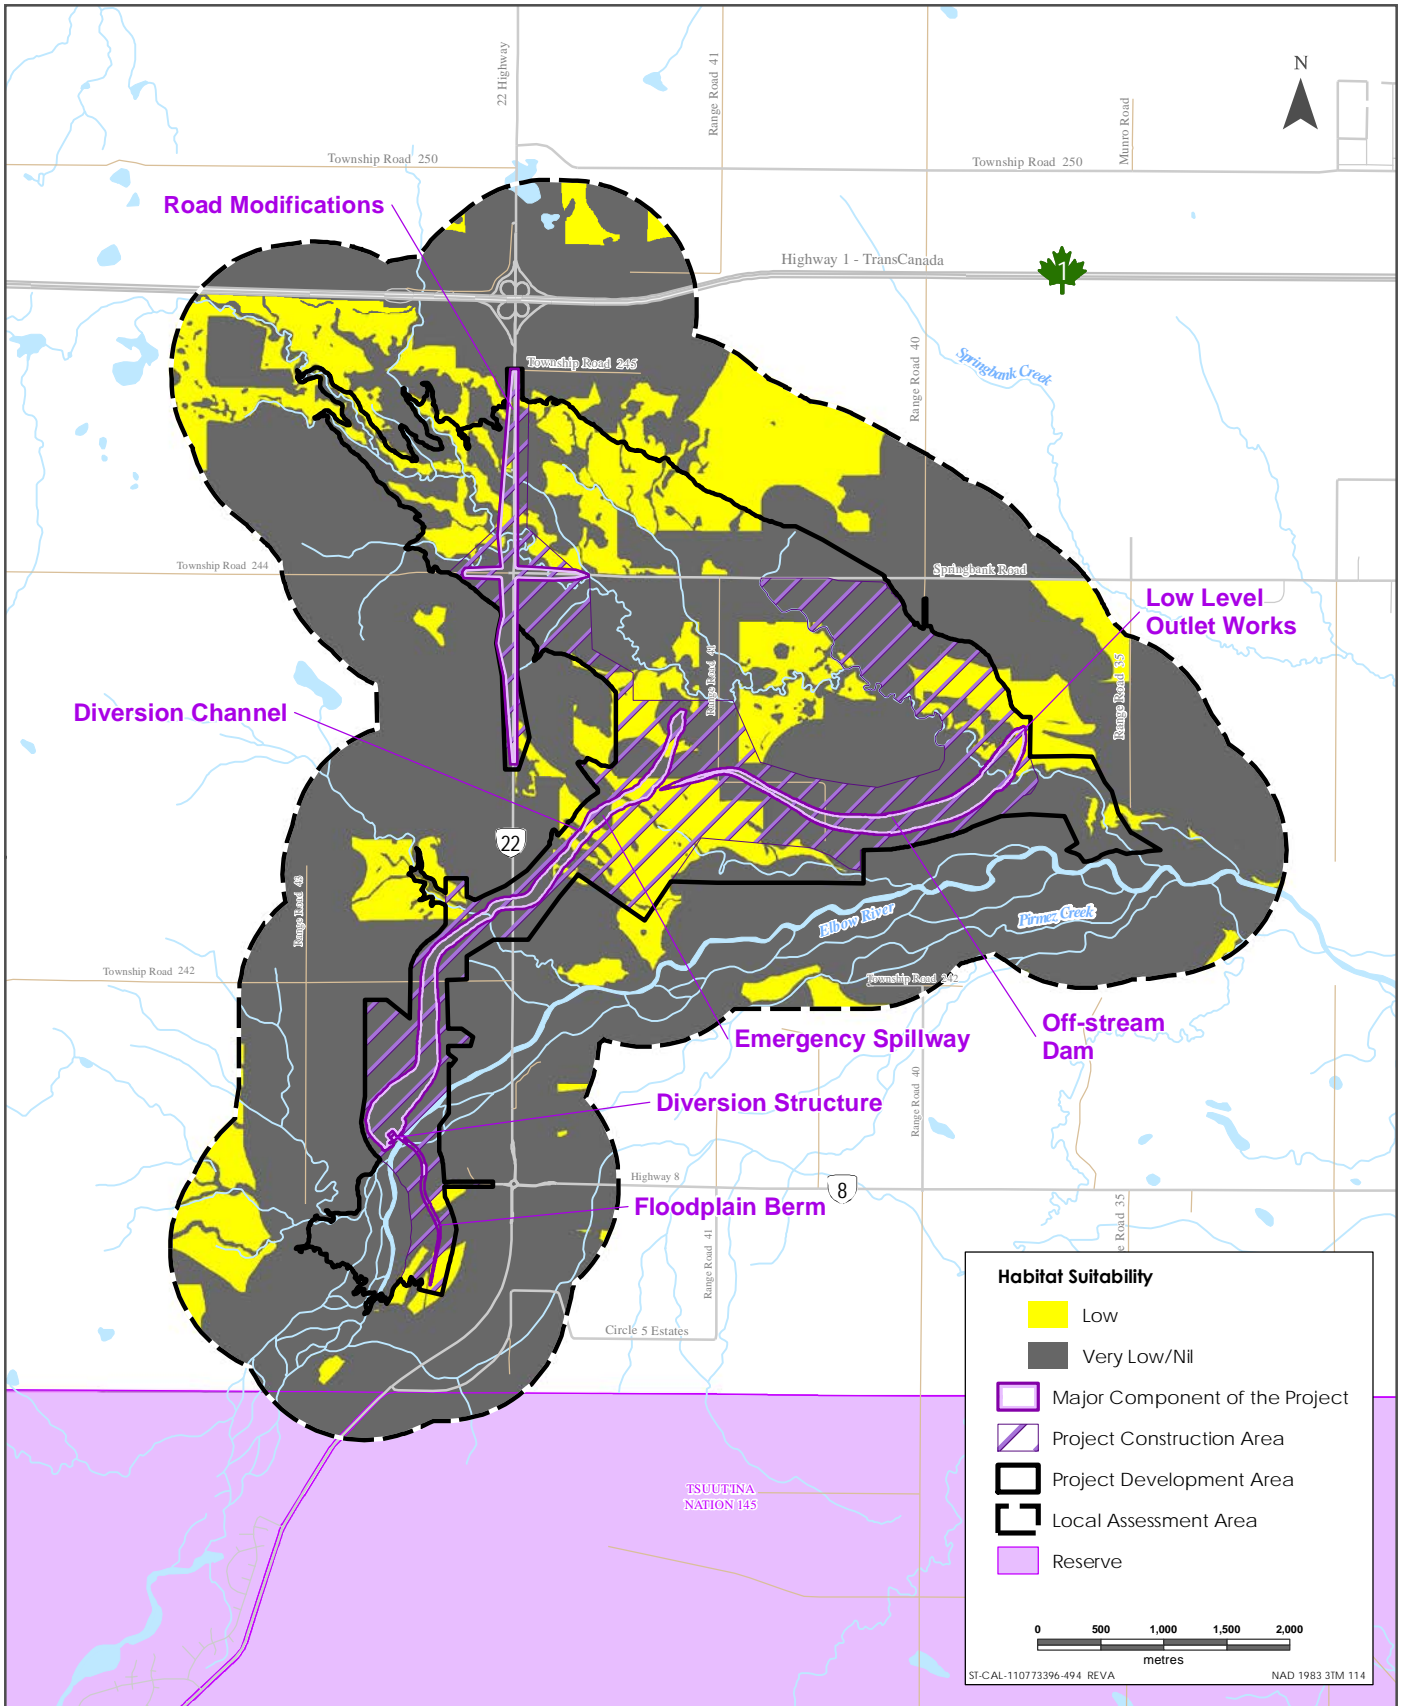 22 Highway
Range Road 41
Munro Road
N
Township Road 250
Township Road 250
Road Modifications
Highway 1 - TransCanada
1
Township Road 245
Range Road 40
Springbank Creek
Township Road 244
Springbank Road
Low Level
Outlet Works
Range Road 41
Range Road 35
Diversion Channel
22
Range Road 43
Elbow River
Pirmez Creek
Township Road 242
Township Road 242
Emergency Spillway
Off-stream
Dam
Range Road 40
Diversion Structure
Highway 8
8
Floodplain Berm
Range Road 41
e Road 35
Circle 5 Estates
TSUUT'INA
NATION 145
Habitat Suitability
Low
Very Low/Nil
Major Component of the Project
Project Construction Area
Project Development Area
Local Assessment Area
Reserve
0 500 1,000 1,500 2,000
metres
ST-CAL-110773396-494 REVA
NAD 1983 3TM 114